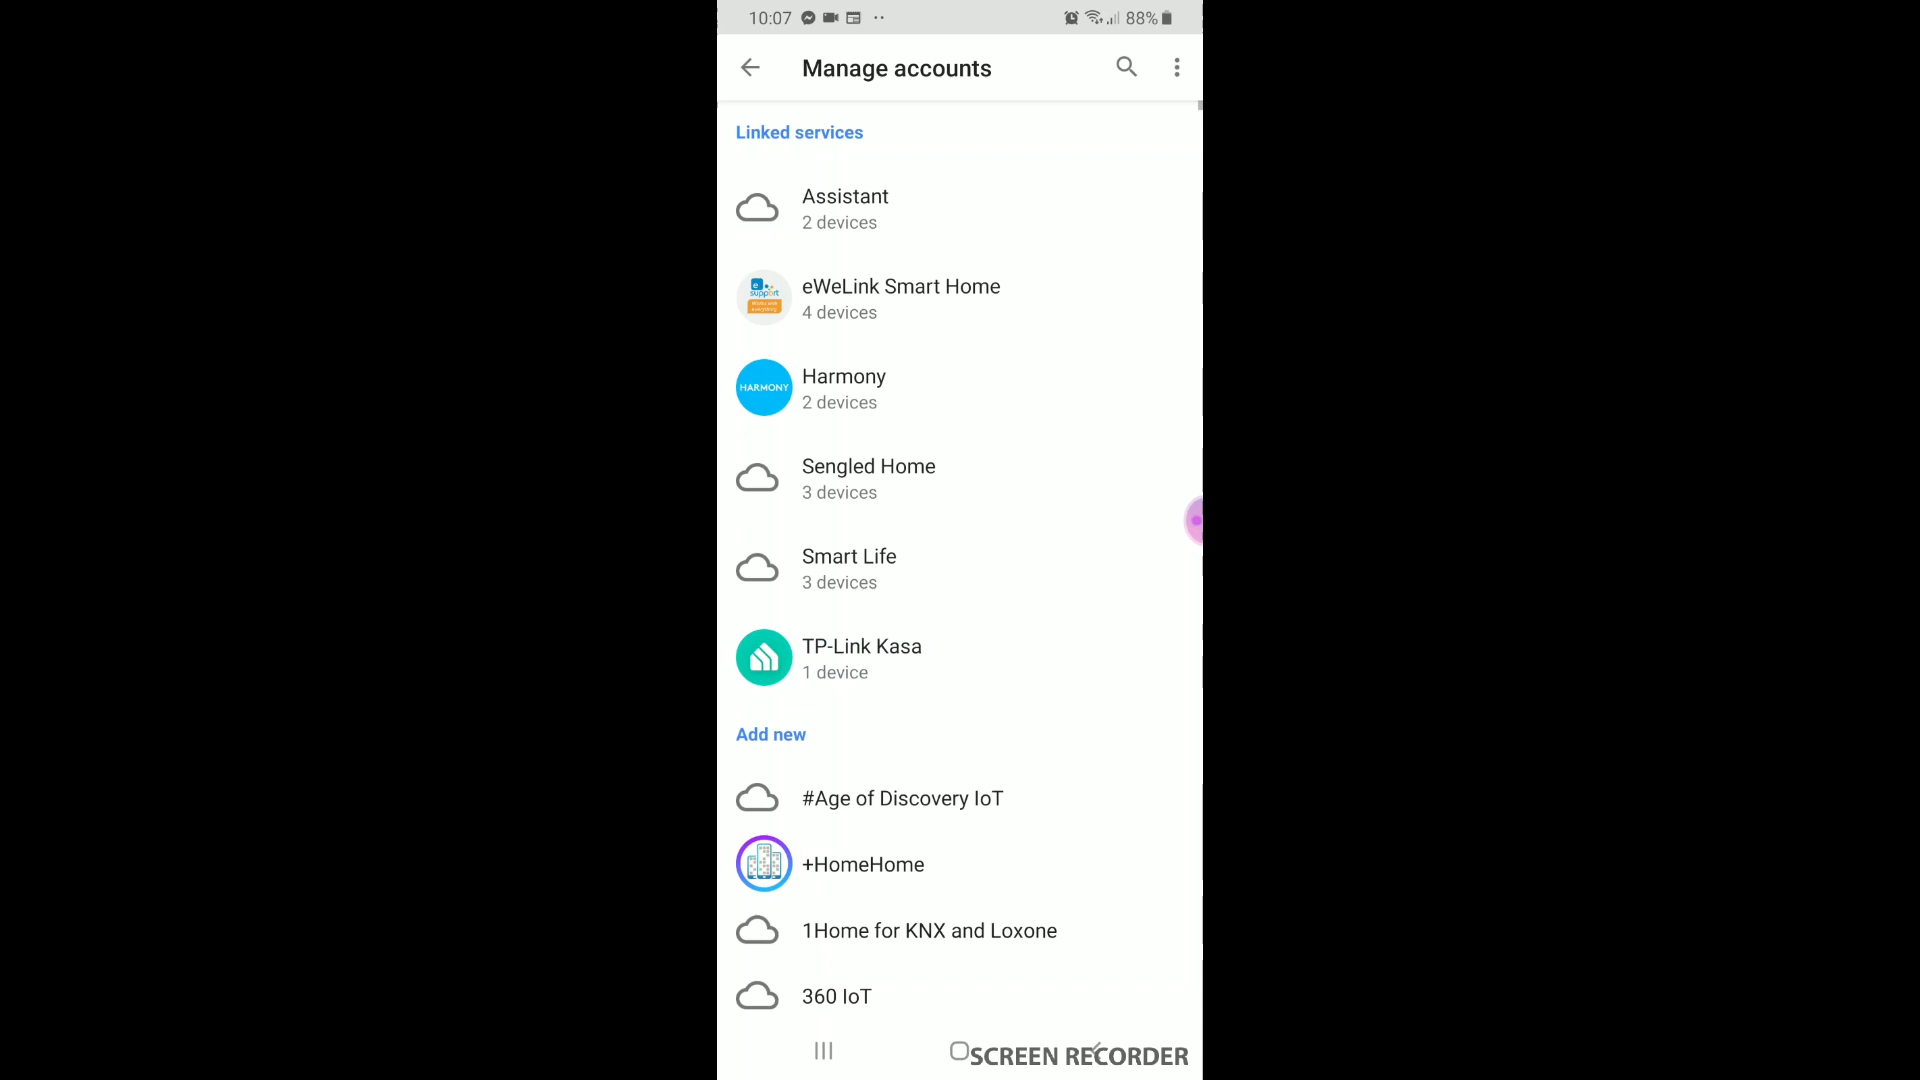 10:07 88%
Manage accounts
Linked services
Assistant
2 devices
eWeLink Smart Home
4 devices
HARMONY
Harmony
2 devices
Sengled Home
3 devices
Smart Life
3 devices
TP-Link Kasa
1 device
Add new
#Age of Discovery IoT
+HomeHome
1Home for KNX and Loxone
360 IoT
SCREEN RECORDER